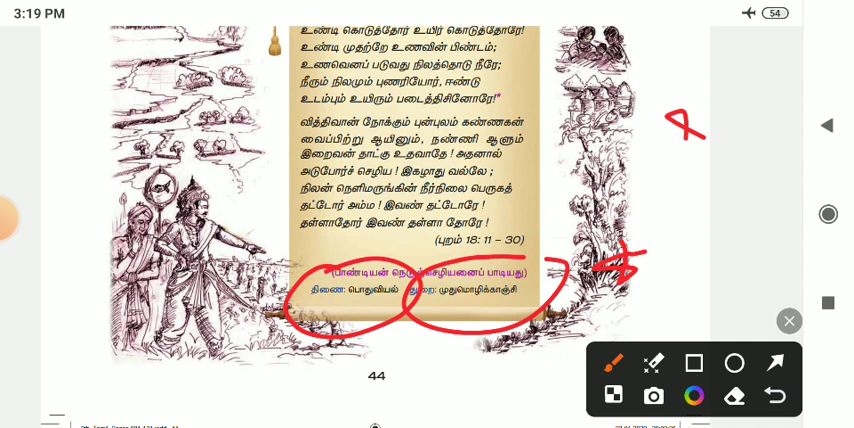 3:19 PM
54
உண்டி கொடுத்தோர் உயிர் கொடுத்தோரே!
உண்டி முதற்றே உணவின் பிண்டம்;
உணவெனப் படுவது நிலத்தொடு நீரே;
நீரும் நிலமும் புணரியோர், ஈண்டு
உடம்பும் உயிரும் படைத்திசினோரே!*
வித்திவான் நோக்கும் புன்புலம் கண்ணகன்
வைப்பிற்று ஆயினும், நண்ணி ஆளும்
இறைவன் தாட்கு உதவாதே ! அதனால்
அடுபோர்ச் செழிய ! இகழாது வல்லே ;
நிலன் நெளிமருங்கின் நீர்நிலை பெருகத்
தட்டோர் அம்ம ! இவண் தட்டோரே !
தள்ளாதோர் இவண் தள்ளா தோரே !
(புறம் 18: 11 – 30)
(பாண்டியன் நெடுஞ்செழியனைப் பாடியது)
திணை: பொதுவியல் துறை: முதுமொழிக்காஞ்சி
44